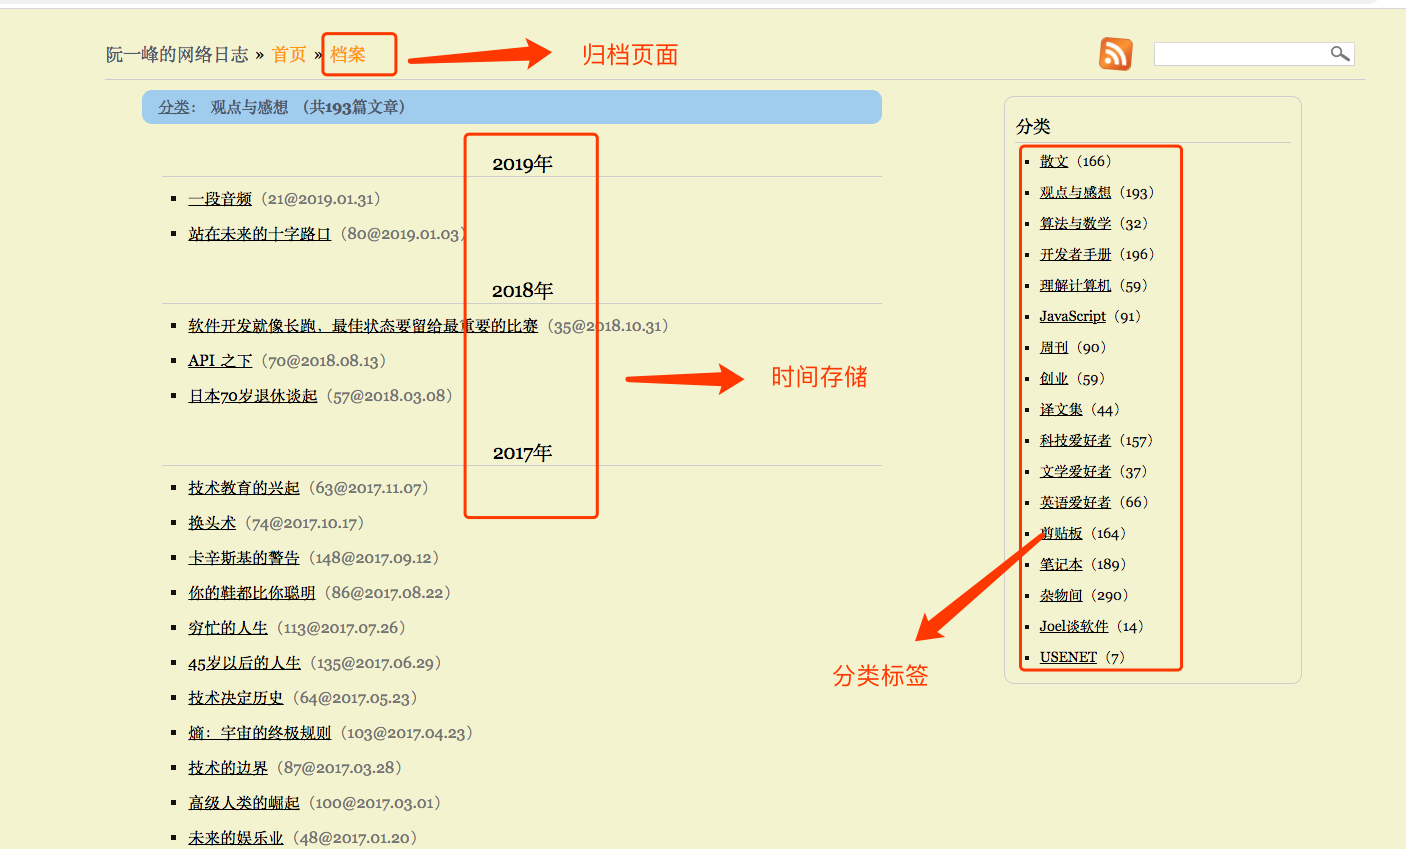 阮一峰的网络日志 » 首页 » 档案
归档页面
分类： 观点与感想 （共193篇文章）
2019年
一段音频（21@2019.01.31）
站在未来的十字路口（80@2019.01.03）
2018年
软件开发就像长跑，最佳状态要留给最重要的比赛（35@2018.10.31）
API 之下（70@2018.08.13）
日本70岁退休谈起（57@2018.03.08）
时间存储
2017年
技术教育的兴起（63@2017.11.07）
换头术（74@2017.10.17）
卡辛斯基的警告（148@2017.09.12）
你的鞋都比你聪明（86@2017.08.22）
穷忙的人生（113@2017.07.26）
45岁以后的人生（135@2017.06.29）
技术决定历史（64@2017.05.23）
熵：宇宙的终极规则（103@2017.04.23）
技术的边界（87@2017.03.28）
高级人类的崛起（100@2017.03.01）
未来的娱乐业（48@2017.01.20）
分类
散文（166）
观点与感想（193）
算法与数学（32）
开发者手册（196）
理解计算机（59）
JavaScript（91）
周刊（90）
创业（59）
译文集（44）
科技爱好者（157）
文学爱好者（37）
英语爱好者（66）
剪贴板（164）
笔记本（189）
杂物间（290）
Joel谈软件（14）
USENET（7）
分类标签